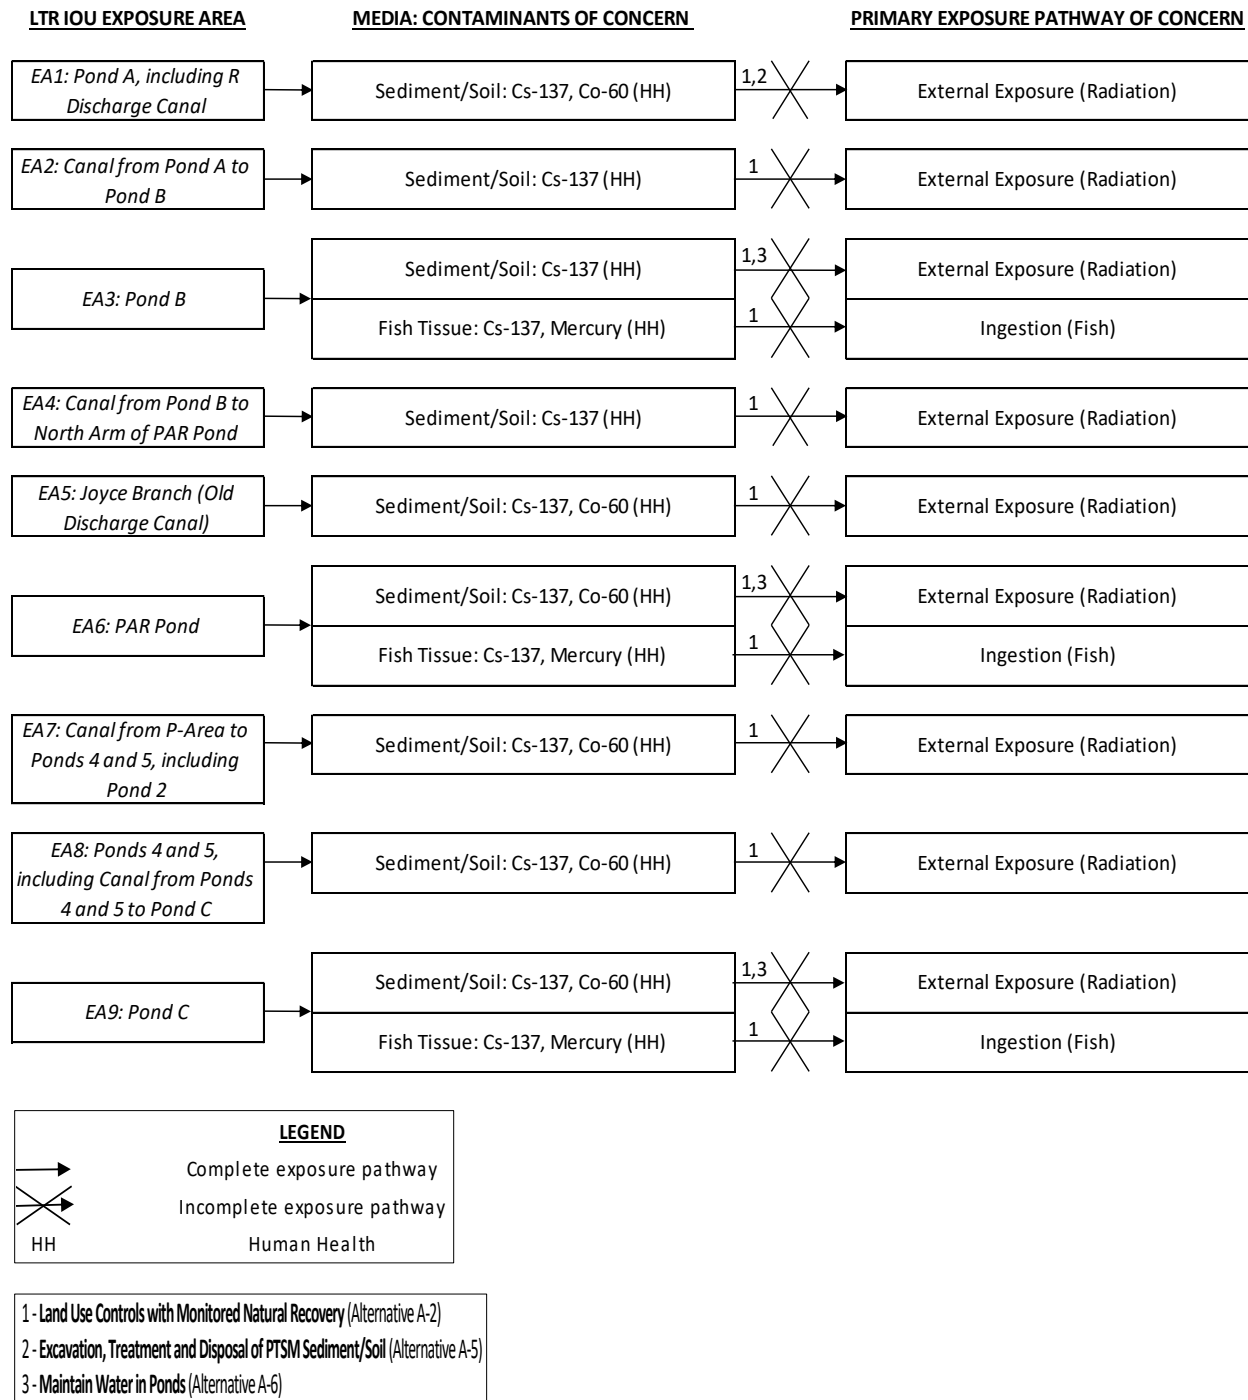 LTR IOU EXPOSURE AREA
MEDIA: CONTAMINANTS OF CONCERN
PRIMARY EXPOSURE PATHWAY OF CONCERN
EA1: Pond A, including R
Discharge Canal
Sediment/Soil: Cs-137, Co-60 (HH)
1,2
External Exposure (Radiation)
EA2: Canal from Pond A to
Pond B
Sediment/Soil: Cs-137 (HH)
1
External Exposure (Radiation)
EA3: Pond B
Sediment/Soil: Cs-137 (HH)
1,3
External Exposure (Radiation)
Fish Tissue: Cs-137, Mercury (HH)
1
Ingestion (Fish)
EA4: Canal from Pond B to
North Arm of PAR Pond
Sediment/Soil: Cs-137 (HH)
1
External Exposure (Radiation)
EA5: Joyce Branch (Old
Discharge Canal)
Sediment/Soil: Cs-137, Co-60 (HH)
1
External Exposure (Radiation)
EA6: PAR Pond
Sediment/Soil: Cs-137, Co-60 (HH)
1,3
External Exposure (Radiation)
Fish Tissue: Cs-137, Mercury (HH)
1
Ingestion (Fish)
EA7: Canal from P-Area to
Ponds 4 and 5, including
Pond 2
Sediment/Soil: Cs-137, Co-60 (HH)
1
External Exposure (Radiation)
EA8: Ponds 4 and 5,
including Canal from Ponds
4 and 5 to Pond C
Sediment/Soil: Cs-137, Co-60 (HH)
1
External Exposure (Radiation)
EA9: Pond C
Sediment/Soil: Cs-137, Co-60 (HH)
1,3
External Exposure (Radiation)
Fish Tissue: Cs-137, Mercury (HH)
1
Ingestion (Fish)
LEGEND
Complete exposure pathway
Incomplete exposure pathway
HH Human Health
1 - Land Use Controls with Monitored Natural Recovery (Alternative A-2)
2 - Excavation, Treatment and Disposal of PTSM Sediment/Soil (Alternative A-5)
3 - Maintain Water in Ponds (Alternative A-6)